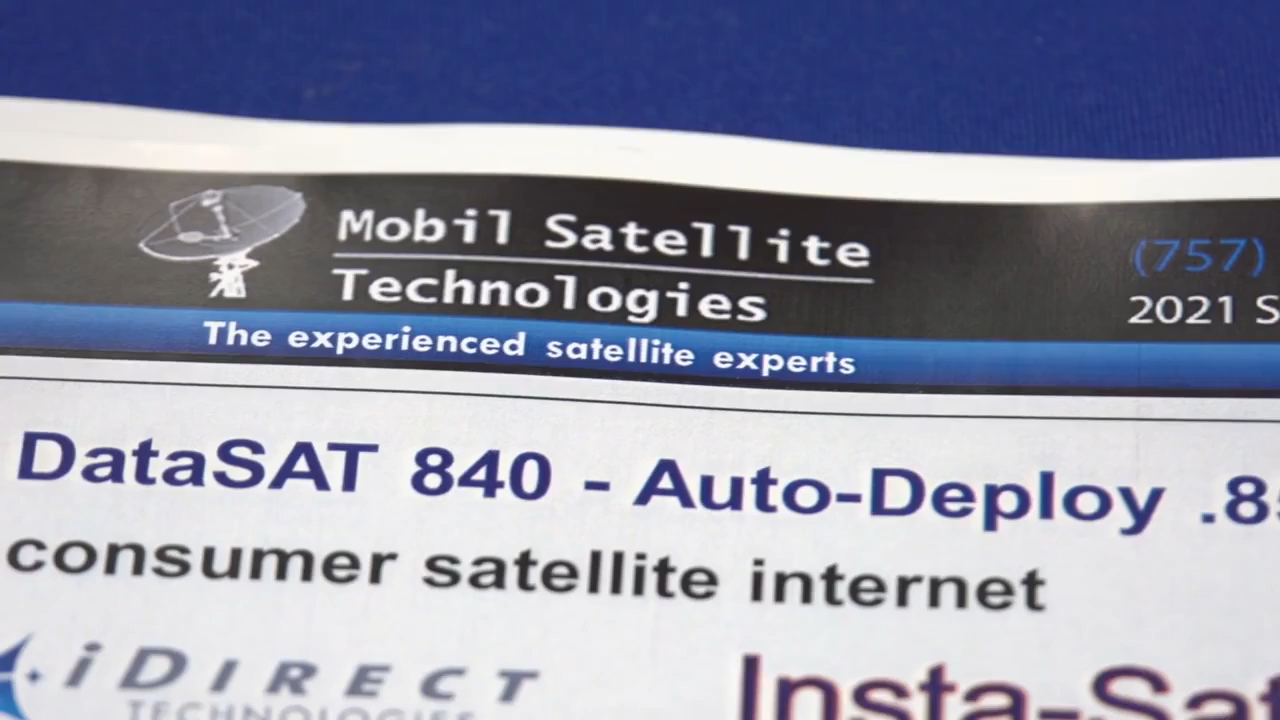 Mobil Satellite
Technologies
The experienced satellite experts
(757)
2021 S
DataSAT 840 - Auto-Deploy .8
consumer satellite internet
iDIRECT
TECHNOLOGIES
Insta-Sat